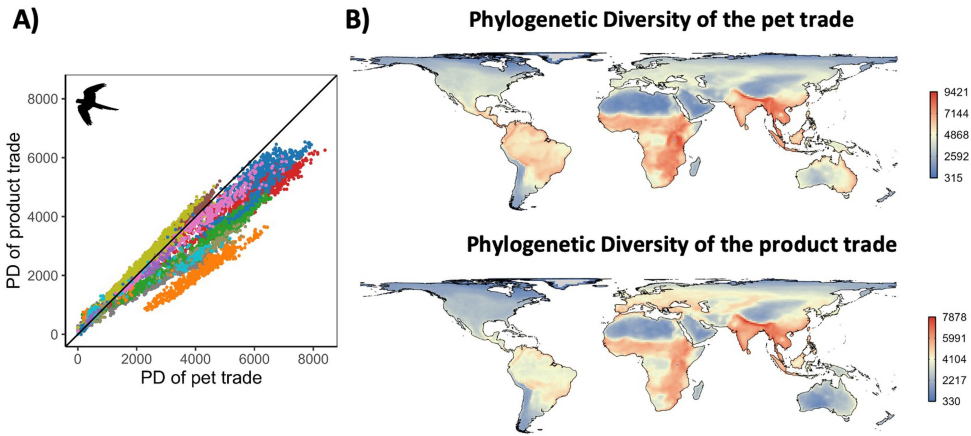 A)
8000
6000
4000
2000
0
PD of product trade
0 2000 4000 6000 8000
PD of pet trade
B)
Phylogenetic Diversity of the pet trade
9421
7144
4868
2592
315
Phylogenetic Diversity of the product trade
7878
5991
4104
2217
330